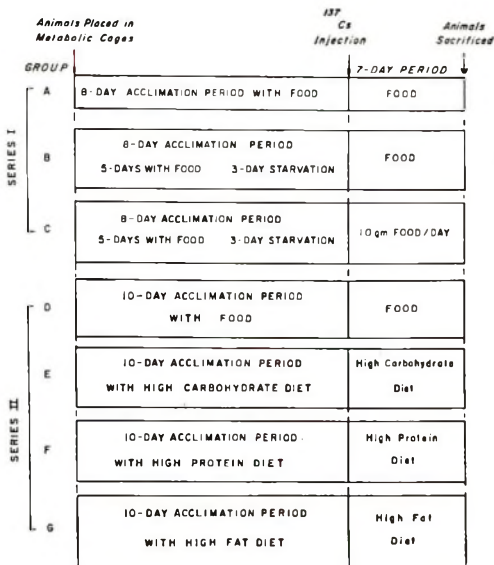 Animals Placed in
Metabolic Cages
137
Cs
Injection
Animals
Sacrificed
GROUP
7-DAY PERIOD
SERIES I
A
8-DAY ACCLIMATION PERIOD WITH FOOD
FOOD
B
8-DAY ACCLIMATION PERIOD
5-DAYS WITH FOOD 3-DAY STARVATION
FOOD
C
8-DAY ACCLIMATION PERIOD
5-DAYS WITH FOOD 3-DAY STARVATION
10 gm FOOD/DAY
SERIES II
D
10-DAY ACCLIMATION PERIOD
WITH FOOD
FOOD
E
10-DAY ACCLIMATION PERIOD
WITH HIGH CARBOHYDRATE DIET
High Carbohydrate
Diet
F
10-DAY ACCLIMATION PERIOD
WITH HIGH PROTEIN DIET
High Protein
Diet
G
10-DAY ACCLIMATION PERIOD
WITH HIGH FAT DIET
High Fat
Diet